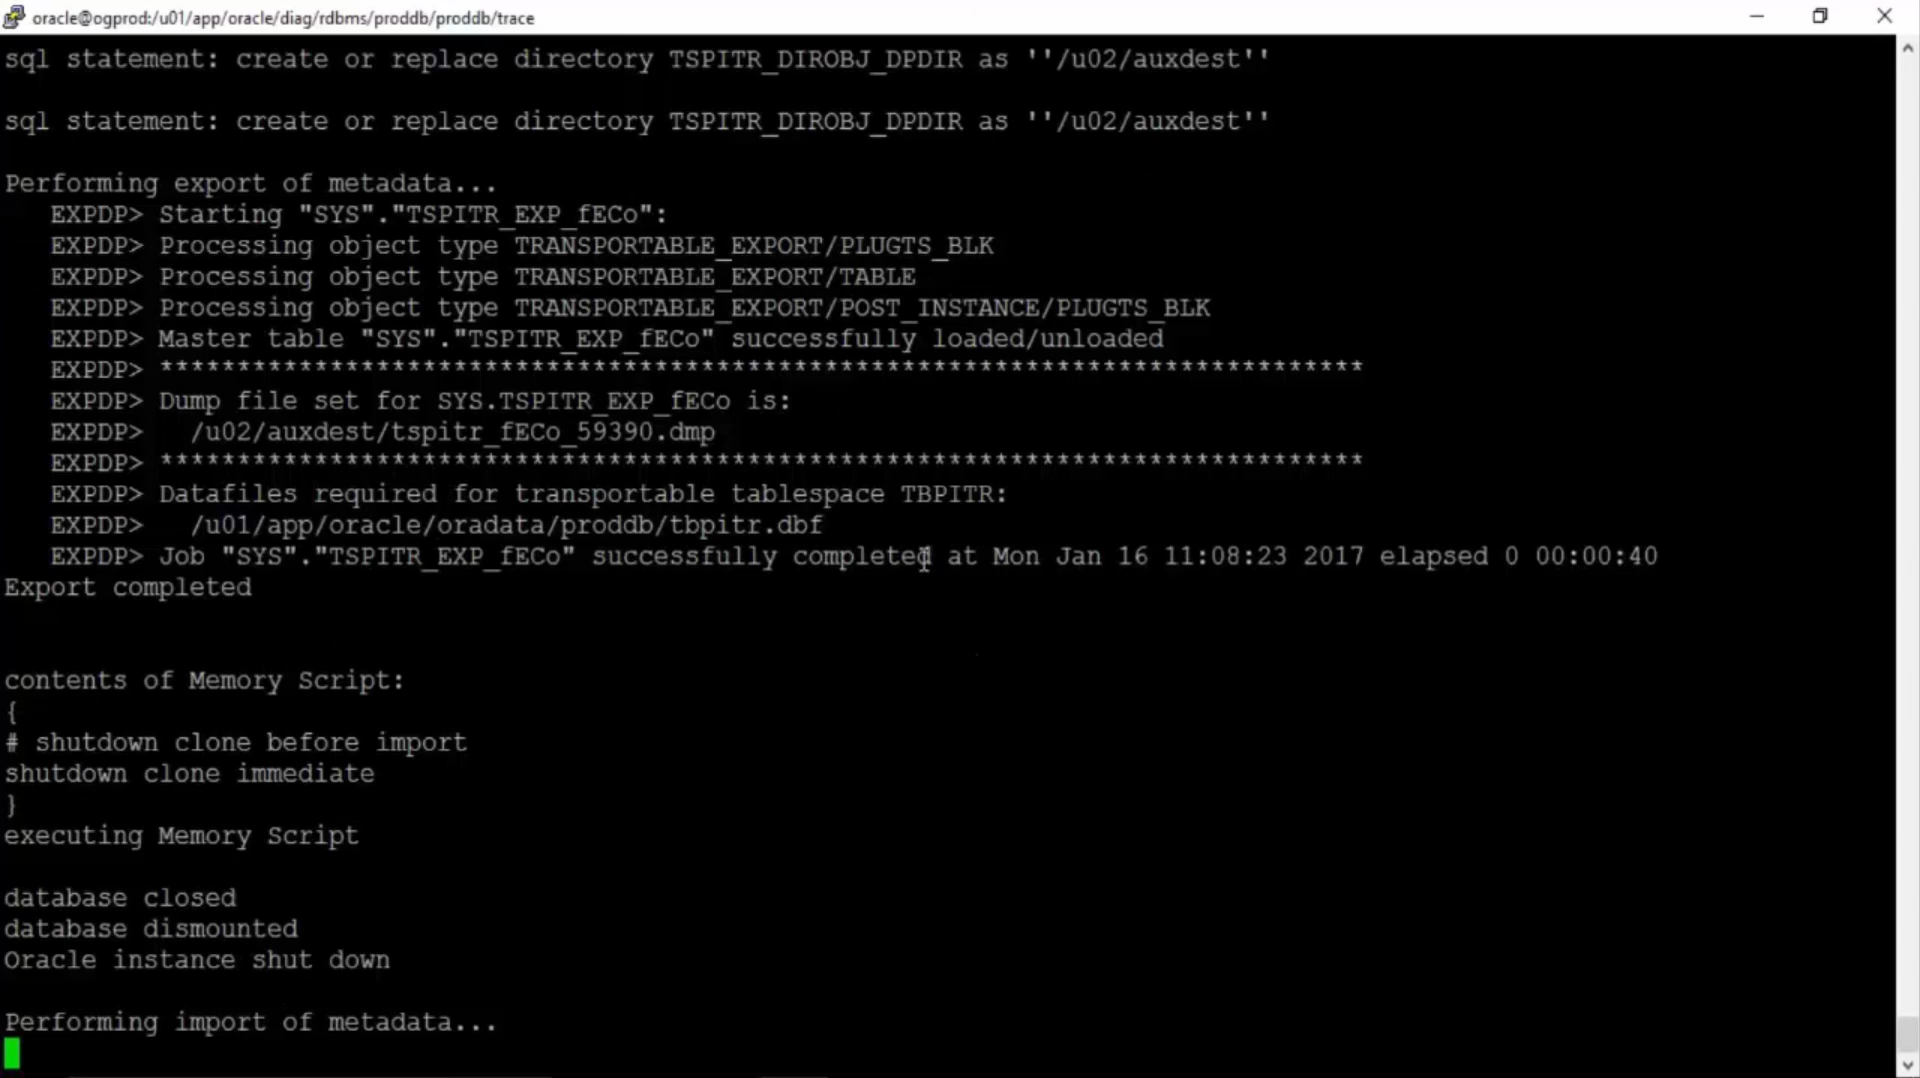 oracle@ogprod:/u01/app/oracle/diag/rdbms/proddb/proddb/trace
sql statement: create or replace directory TSPITR_DIROBJ_DPDIR as ''/u02/auxdest''
sql statement: create or replace directory TSPITR_DIROBJ_DPDIR as ''/u02/auxdest''
Performing export of metadata...
EXPDP> Starting "SYS"."TSPITR_EXP_fECo":
EXPDP> Processing object type TRANSPORTABLE_EXPORT/PLUGTS_BLK
EXPDP> Processing object type TRANSPORTABLE_EXPORT/TABLE
EXPDP> Processing object type TRANSPORTABLE_EXPORT/POST_INSTANCE/PLUGTS_BLK
EXPDP> Master table "SYS"."TSPITR_EXP_fECo" successfully loaded/unloaded
EXPDP> ******************************************************************************
EXPDP> Dump file set for SYS.TSPITR_EXP_fECo is:
EXPDP>   /u02/auxdest/tspitr_fECo_59390.dmp
EXPDP> ******************************************************************************
EXPDP> Datafiles required for transportable tablespace TBPITR:
EXPDP>   /u01/app/oracle/oradata/proddb/tbpitr.dbf
EXPDP> Job "SYS"."TSPITR_EXP_fECo" successfully completed at Mon Jan 16 11:08:23 2017 elapsed 0 00:00:40
Export completed
contents of Memory Script:
{
# shutdown clone before import
shutdown clone immediate
}
executing Memory Script
database closed
database dismounted
Oracle instance shut down
Performing import of metadata...